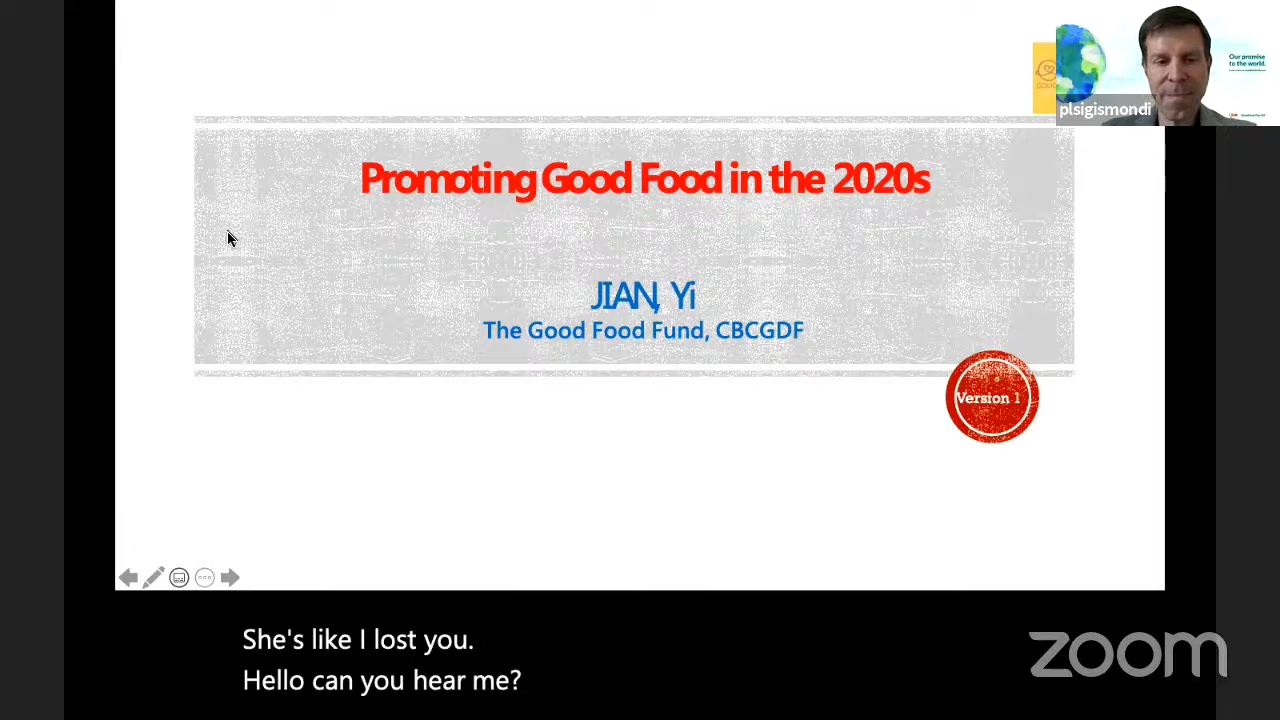 Our promise
to the world.
plsigismondi
Promoting Good Food in the 2020s
JIAN, Yi
The Good Food Fund, CBCGDF
Version 1
She's like I lost you.
Hello can you hear me?
zoom